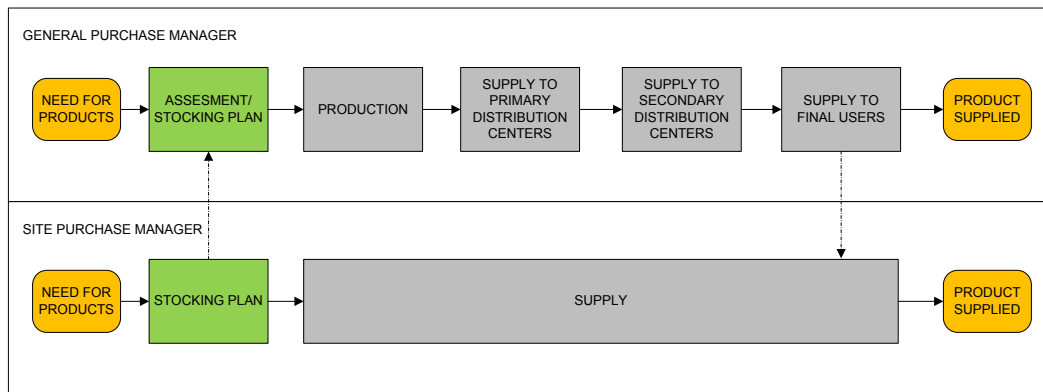 GENERAL PURCHASE MANAGER
NEED FOR
PRODUCTS
ASSESMENT/
STOCKING PLAN
PRODUCTION
SUPPLY TO
PRIMARY
DISTRIBUTION
CENTERS
SUPPLY TO
SECONDARY
DISTRIBUTION
CENTERS
SUPPLY TO
FINAL USERS
PRODUCT
SUPPLIED
SITE PURCHASE MANAGER
NEED FOR
PRODUCTS
STOCKING PLAN
SUPPLY
PRODUCT
SUPPLIED